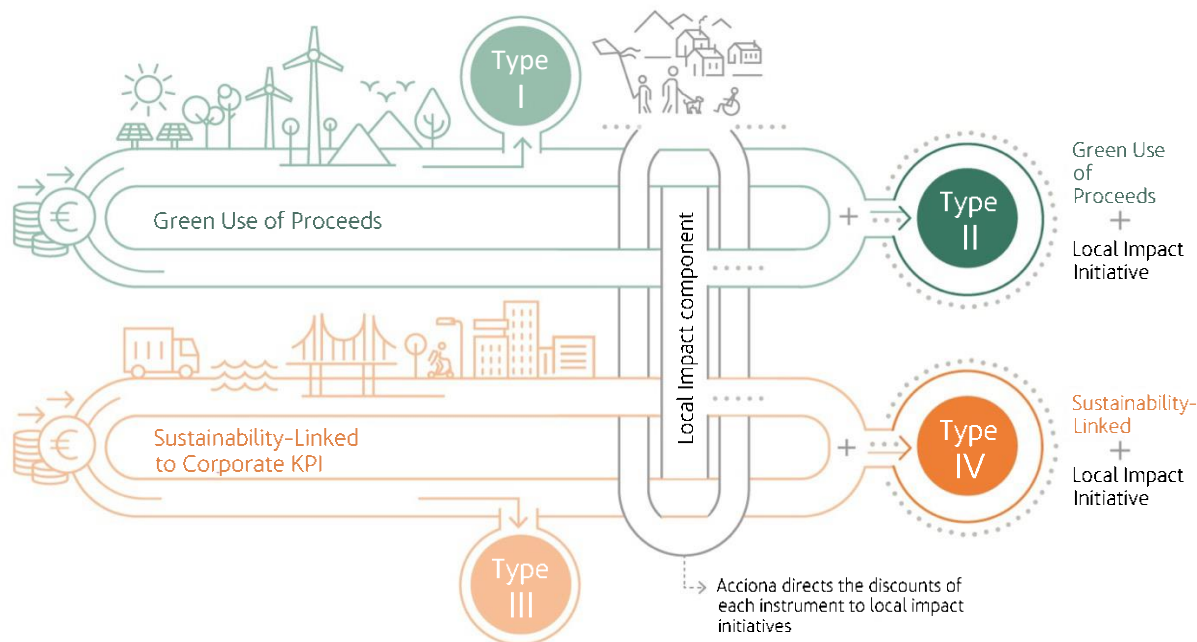 Type
I
Green Use of Proceeds
€
Local Impact component
+
Type
II
Green Use
of
Proceeds
+
Local Impact
Initiative
Sustainability-Linked
to Corporate KPI
€
+
Type
IV
Sustainability-
Linked
+
Local Impact
Initiative
Type
III
Acciona directs the discounts of
each instrument to local impact
initiatives